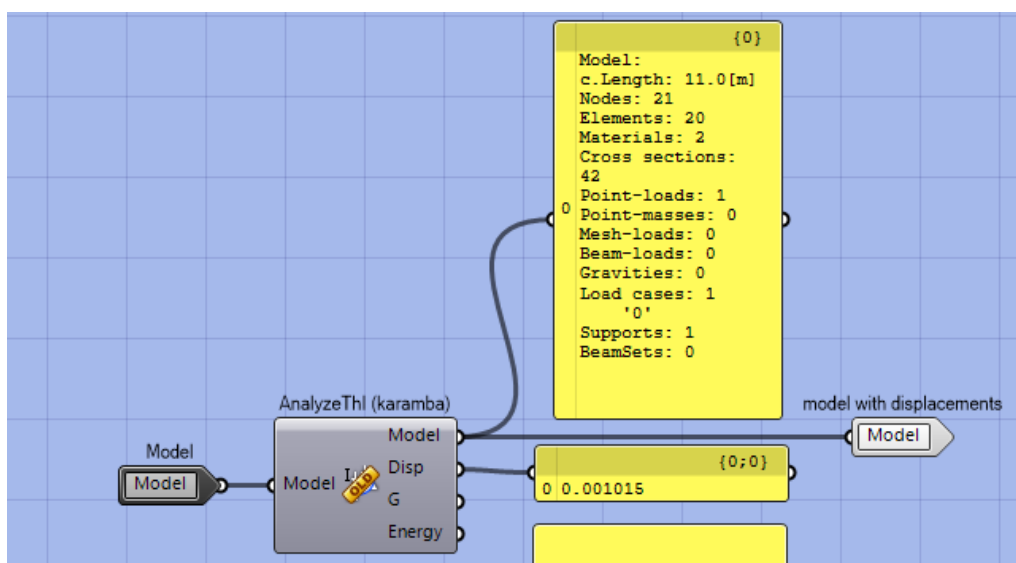 {0}
Model:
c.Length: 11.0[m]
Nodes: 21
Elements: 20
Materials: 2
Cross sections:
42
Point-loads: 1
0 Point-masses: 0
Mesh-loads: 0
Beam-loads: 0
Gravities: 0
Load cases: 1
'0'
Supports: 1
BeamSets: 0
AnalyzeThI (karamba)
model with displacements
Model
Model
Model
Model
Model
Disp
G
Energy
OLD
{0;0}
0 0.001015